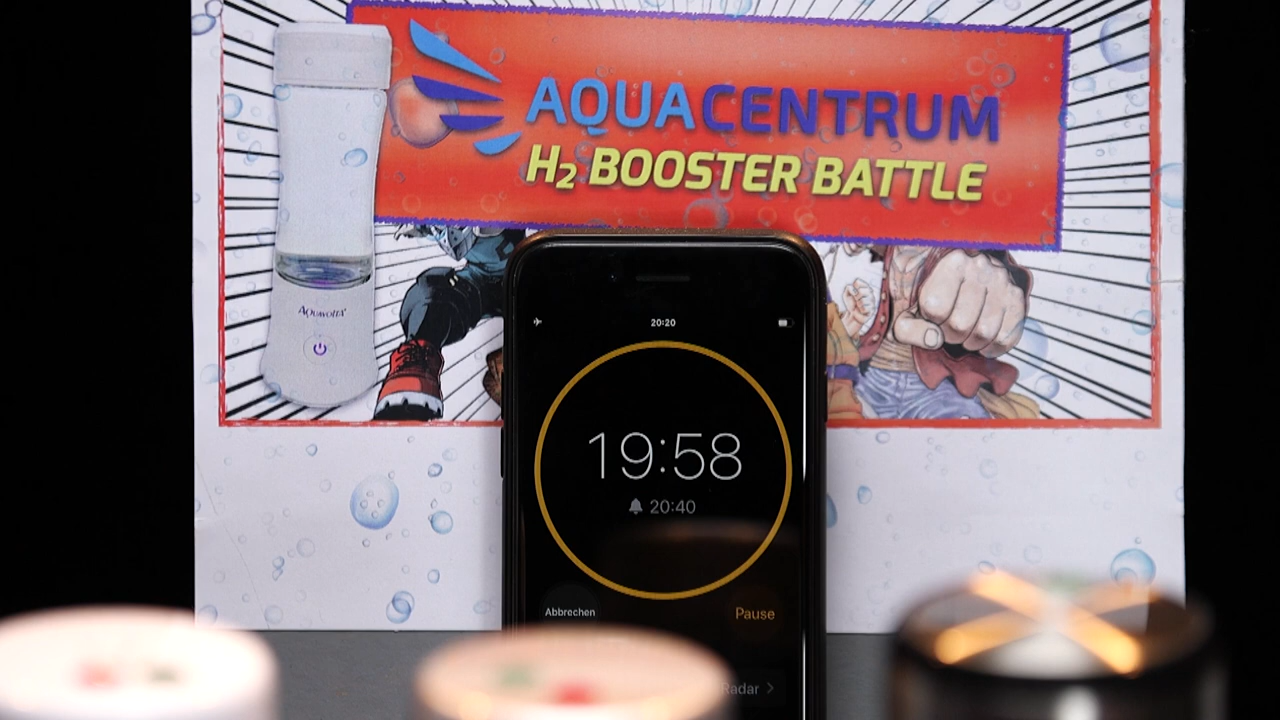 AQUACENTRUM
H2 BOOSTER BATTLE
AQUAVOLTA
20:20
19:58
20:40
Abbrechen
Pause
Radar